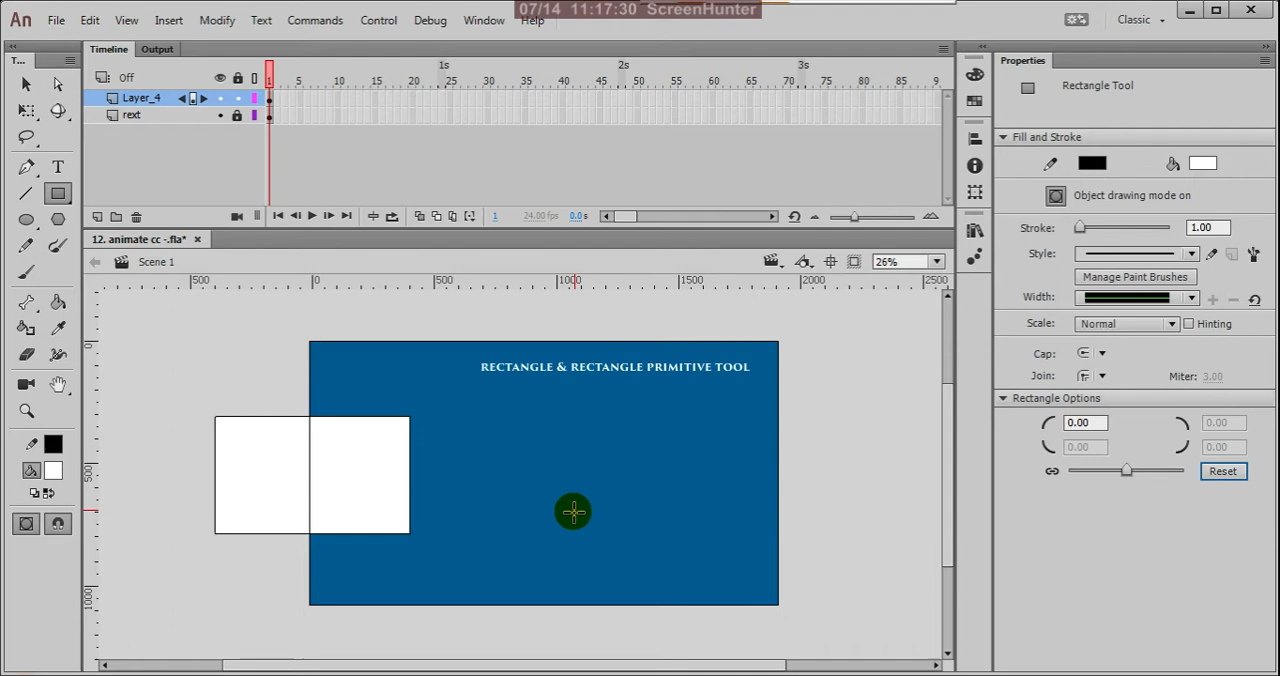 07/14 11:17:30 ScreenHunter
An File Edit View Insert Modify Text Commands Control Debug Window Help Classic
Timeline Output
T...
Properties
1s 2s 3s
Off 1 5 10 15 20 25 30 35 40 45 50 55 60 65 70 75 80 85 9
Layer_4
rext
Rectangle Tool
Fill and Stroke
Object drawing mode on
1 24.00 fps 0.0 s
Stroke: 1.00
12. animate cc -.fla*
Style:
Scene 1 26%
Manage Paint Brushes
500 0 500 1000 1500 2000 2500
Width:
Scale: Normal Hinting
0
Cap:
RECTANGLE & RECTANGLE PRIMITIVE TOOL
Join: Miter: 3.00
Rectangle Options
0.00 0.00
0.00 0.00
500
Reset
1000